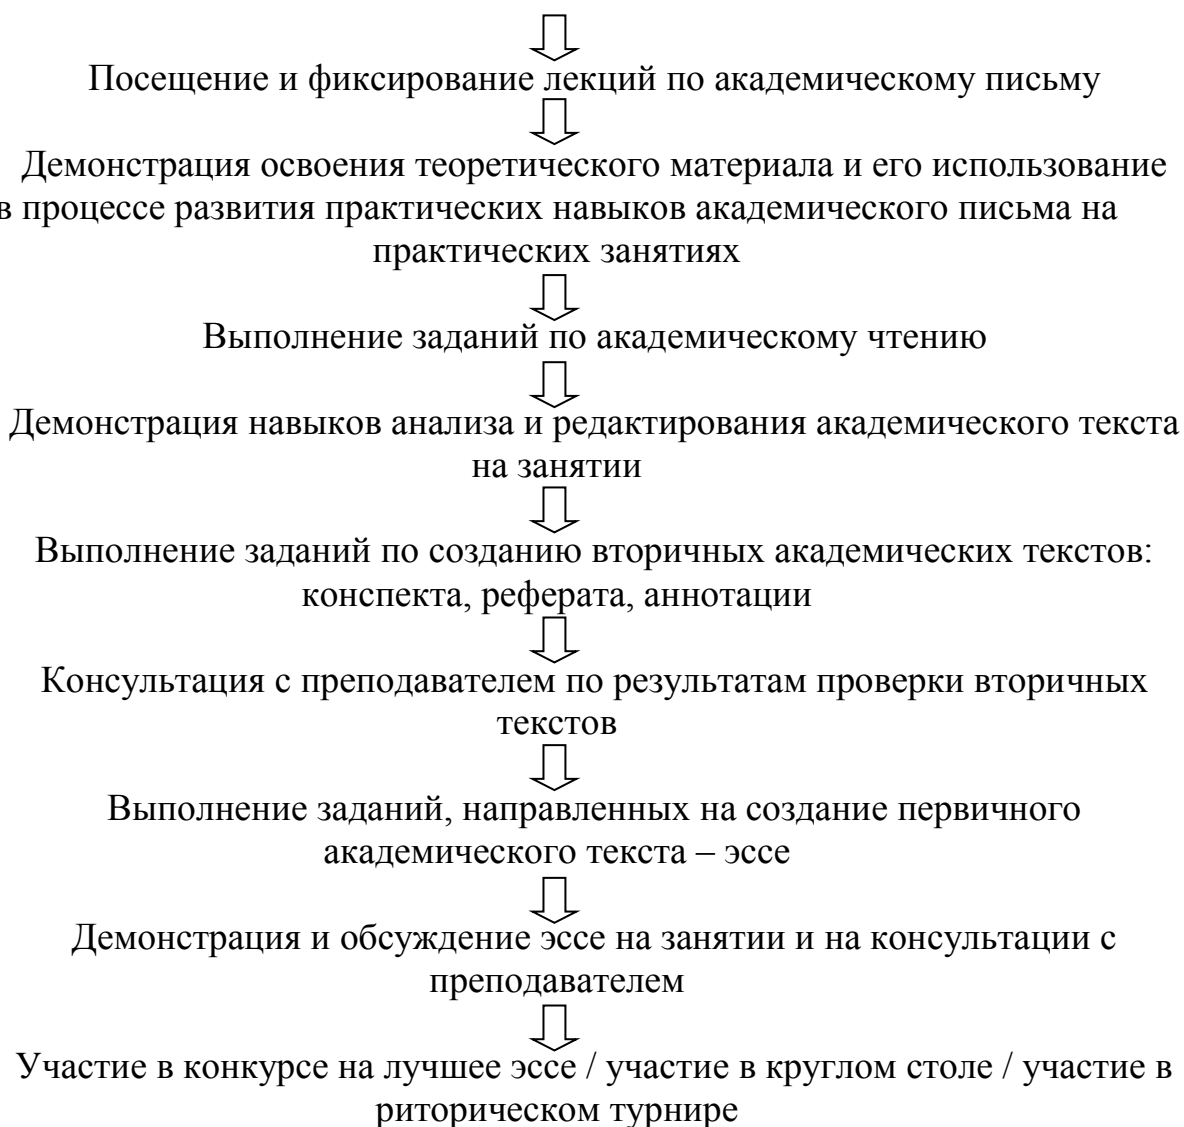 Посещение и фиксирование лекций по академическому письму
Демонстрация освоения теоретического материала и его использование
в процессе развития практических навыков академического письма на
практических занятиях
Выполнение заданий по академическому чтению
Демонстрация навыков анализа и редактирования академического текста
на занятии
Выполнение заданий по созданию вторичных академических текстов:
конспекта, реферата, аннотации
Консультация с преподавателем по результатам проверки вторичных
текстов
Выполнение заданий, направленных на создание первичного
академического текста – эссе
Демонстрация и обсуждение эссе на занятии и на консультации с
преподавателем
Участие в конкурсе на лучшее эссе / участие в круглом столе / участие в
риторическом турнире